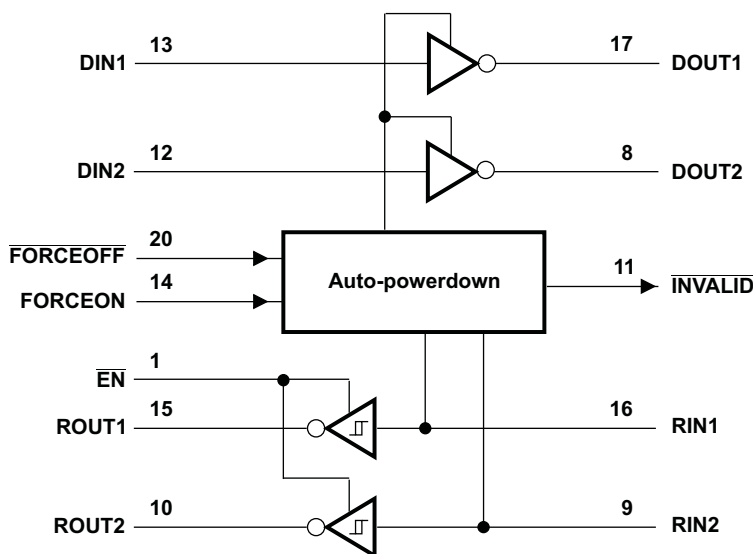 DIN1 13 17 DOUT1
DIN2 12 8 DOUT2
FORCEOFF 20
FORCEON 14
Auto-powerdown
11 INVALID
EN 1
ROUT1 15 16 RIN1
ROUT2 10 9 RIN2